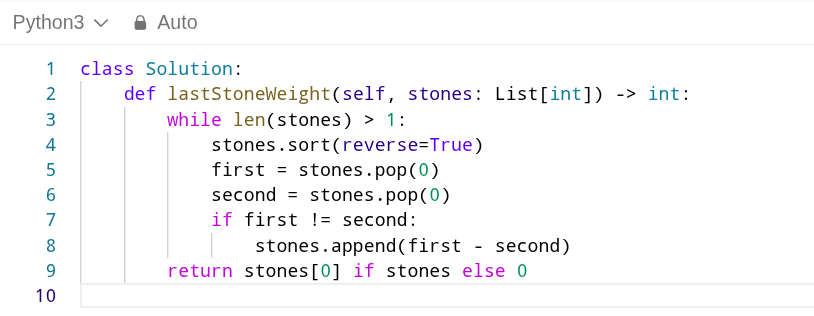 Python3 Auto
1 class Solution:
2     def lastStoneWeight(self, stones: List[int]) -> int:
3         while len(stones) > 1:
4             stones.sort(reverse=True)
5             first = stones.pop(0)
6             second = stones.pop(0)
7             if first != second:
8                 stones.append(first - second)
9         return stones[0] if stones else 0
10